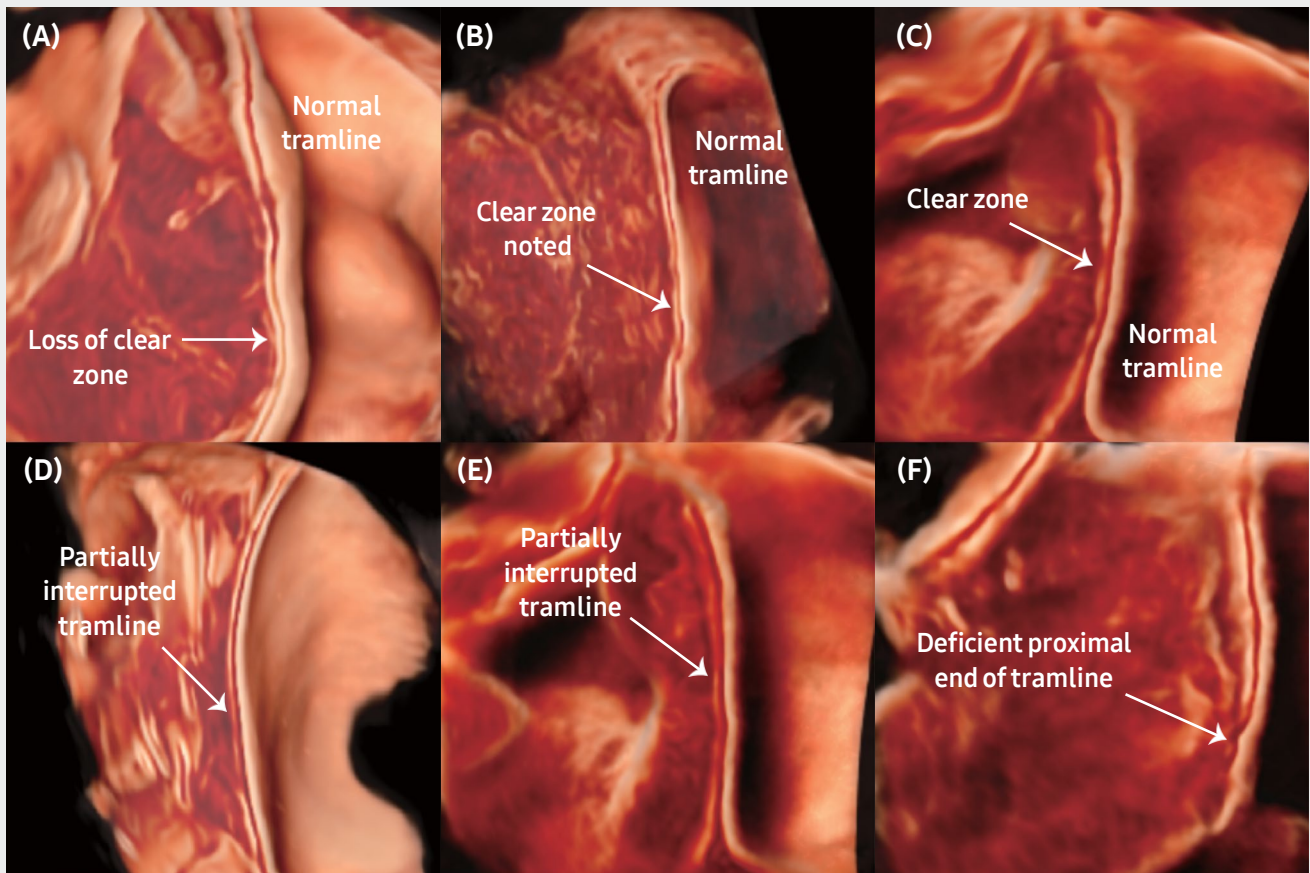 (A)
Normal
tramline
Loss of clear
zone
(B)
Normal
tramline
Clear zone
noted
(C)
Clear zone
Normal
tramline
(D)
Partially
interrupted
tramline
(E)
Partially
interrupted
tramline
(F)
Deficient proximal
end of tramline